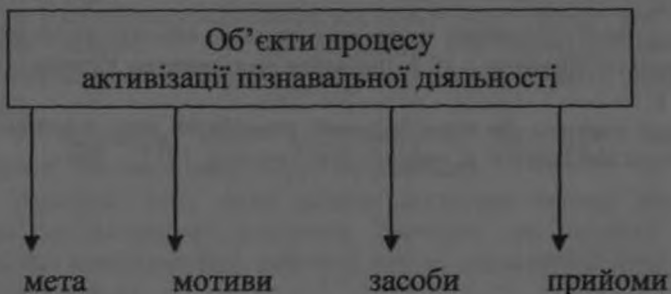 Об’єкти процесу
активізації пізнавальної діяльності
мета мотиви засоби прийоми